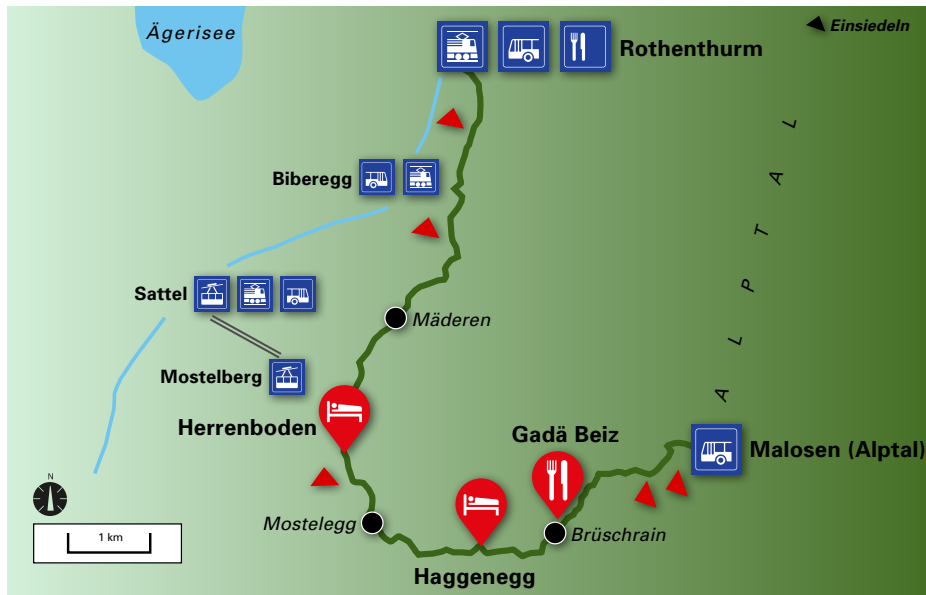 Ägerisee
Einsiedeln
Rothenthurm
Biberegg
ALPTAL
Sattel
Mäderen
Mostelberg
Herrenboden
Gadä Beiz
Malosen (Alptal)
N
Mostelegg
Brüschrain
1 km
Haggenegg